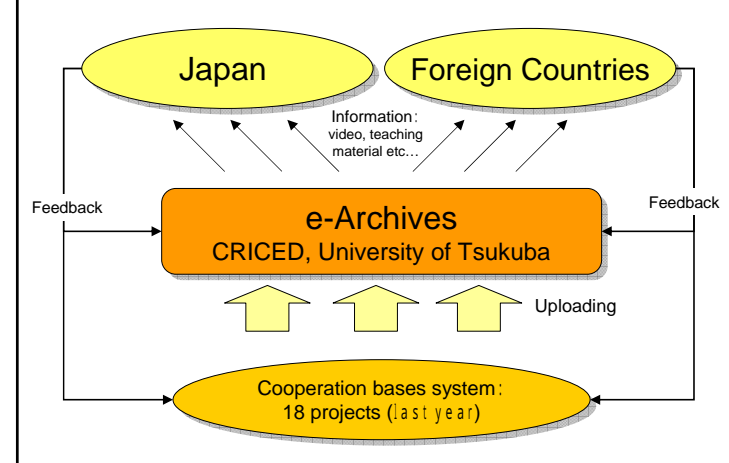 Japan
Foreign Countries
Information：
video, teaching
material etc…
Feedback
Feedback
e-Archives
CRICED, University of Tsukuba
Uploading
Cooperation bases system：
18 projects (last year)